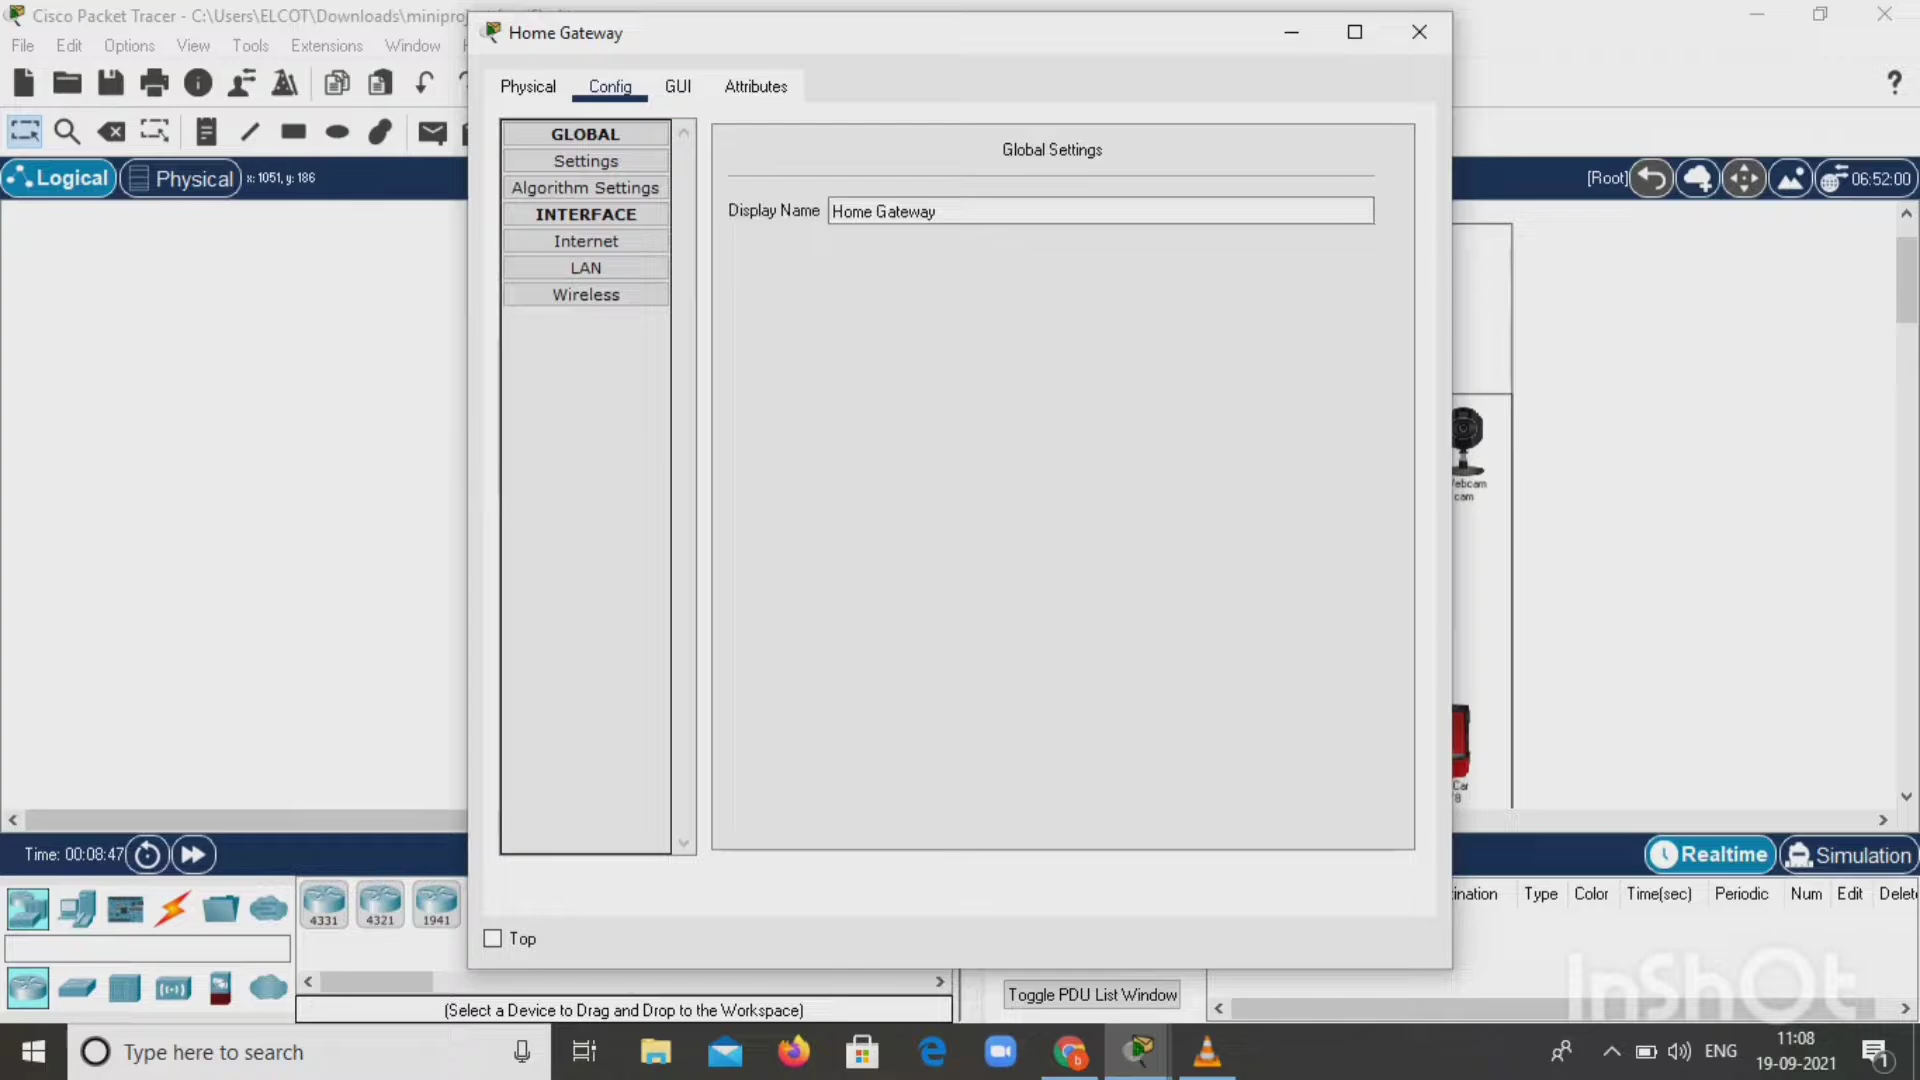 Cisco Packet Tracer - C:\Users\ELCOT\Downloads\miniproj
Home Gateway
File Edit Options View Tools Extensions Window
Physical Config GUI Attributes
?
GLOBAL
Settings
Algorithm Settings
INTERFACE
Internet
LAN
Wireless
Global Settings
Display Name Home Gateway
Logical Physical x: 1051, y: 186
[Root] 06:52:00
cam
Car
Time: 00:08:47
Realtime Simulation
Type Color Time(sec) Periodic Num Edit
4331 4321 1941
Top
Toggle PDU List Window
(Select a Device to Drag and Drop to the Workspace)
InShOt
Type here to search
ENG
11:08
19-09-2021
1